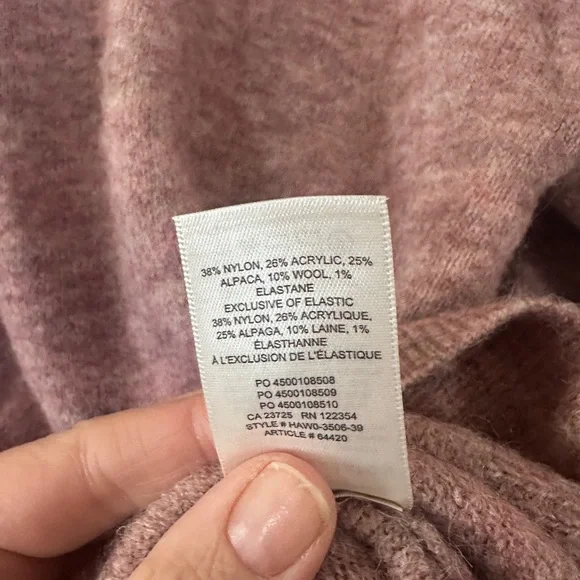 38% NYLON, 26% ACRYLIC, 25%
ALPACA, 10% WOOL, 1%
ELASTANE
EXCLUSIVE OF ELASTIC
38% NYLON, 26% ACRYLIQUE,
25% ALPAGA, 10% LAINE, 1%
ÉLASTHANNE
À L'EXCLUSION DE L'ÉLASTIQUE
PO 4500108508
PO 4500108509
PO 4500108510
CA 23725 RN 122354
STYLE # HAW0-3506-39
ARTICLE # 64420